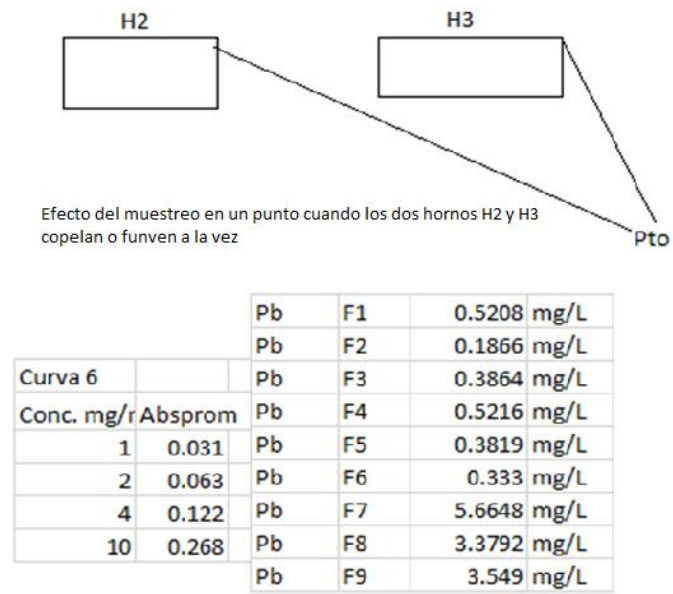 H2
H3
Efecto del muestreo en un punto cuando los dos hornos H2 y H3
copelan o funven a la vez
Pto
Pb F1 0.5208 mg/L
Pb F2 0.1866 mg/L
Curva 6
Pb F3 0.3864 mg/L
Conc. mg/r Absprom
Pb F4 0.5216 mg/L
1 0.031
Pb F5 0.3819 mg/L
2 0.063
Pb F6 0.333 mg/L
4 0.122
Pb F7 5.6648 mg/L
10 0.268
Pb F8 3.3792 mg/L
Pb F9 3.549 mg/L